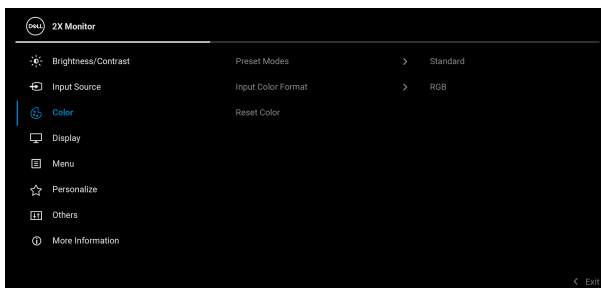 DELL 2X Monitor
Brightness/Contrast Preset Modes > Standard
Input Source Input Color Format > RGB
Color Reset Color
Display
Menu
Personalize
Others
More Information
< Exit